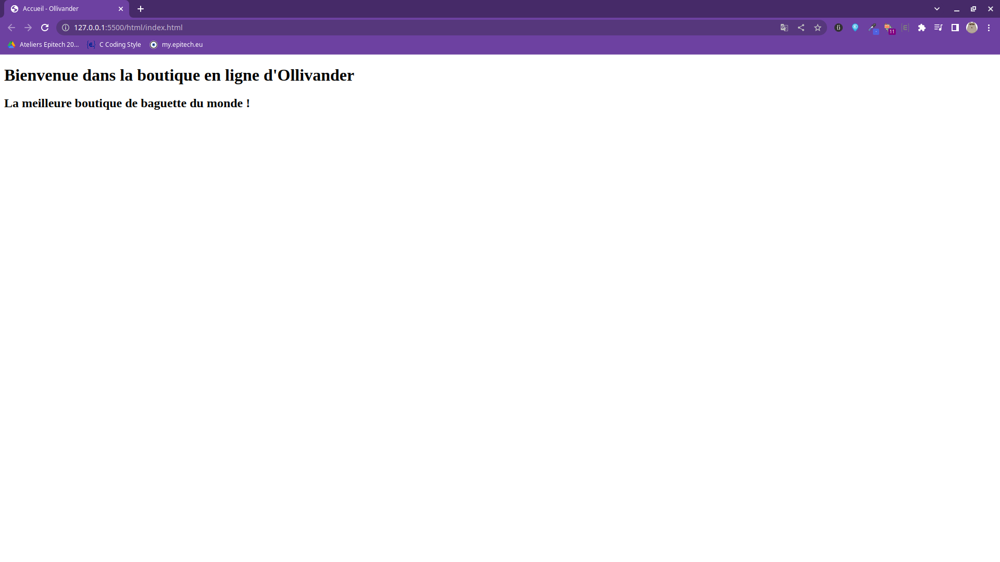 Accueil - Ollivander
127.0.0.1:5500/html/index.html
11
Ateliers Epitech 20...
C Coding Style
my.epitech.eu
Bienvenue dans la boutique en ligne d'Ollivander
La meilleure boutique de baguette du monde !